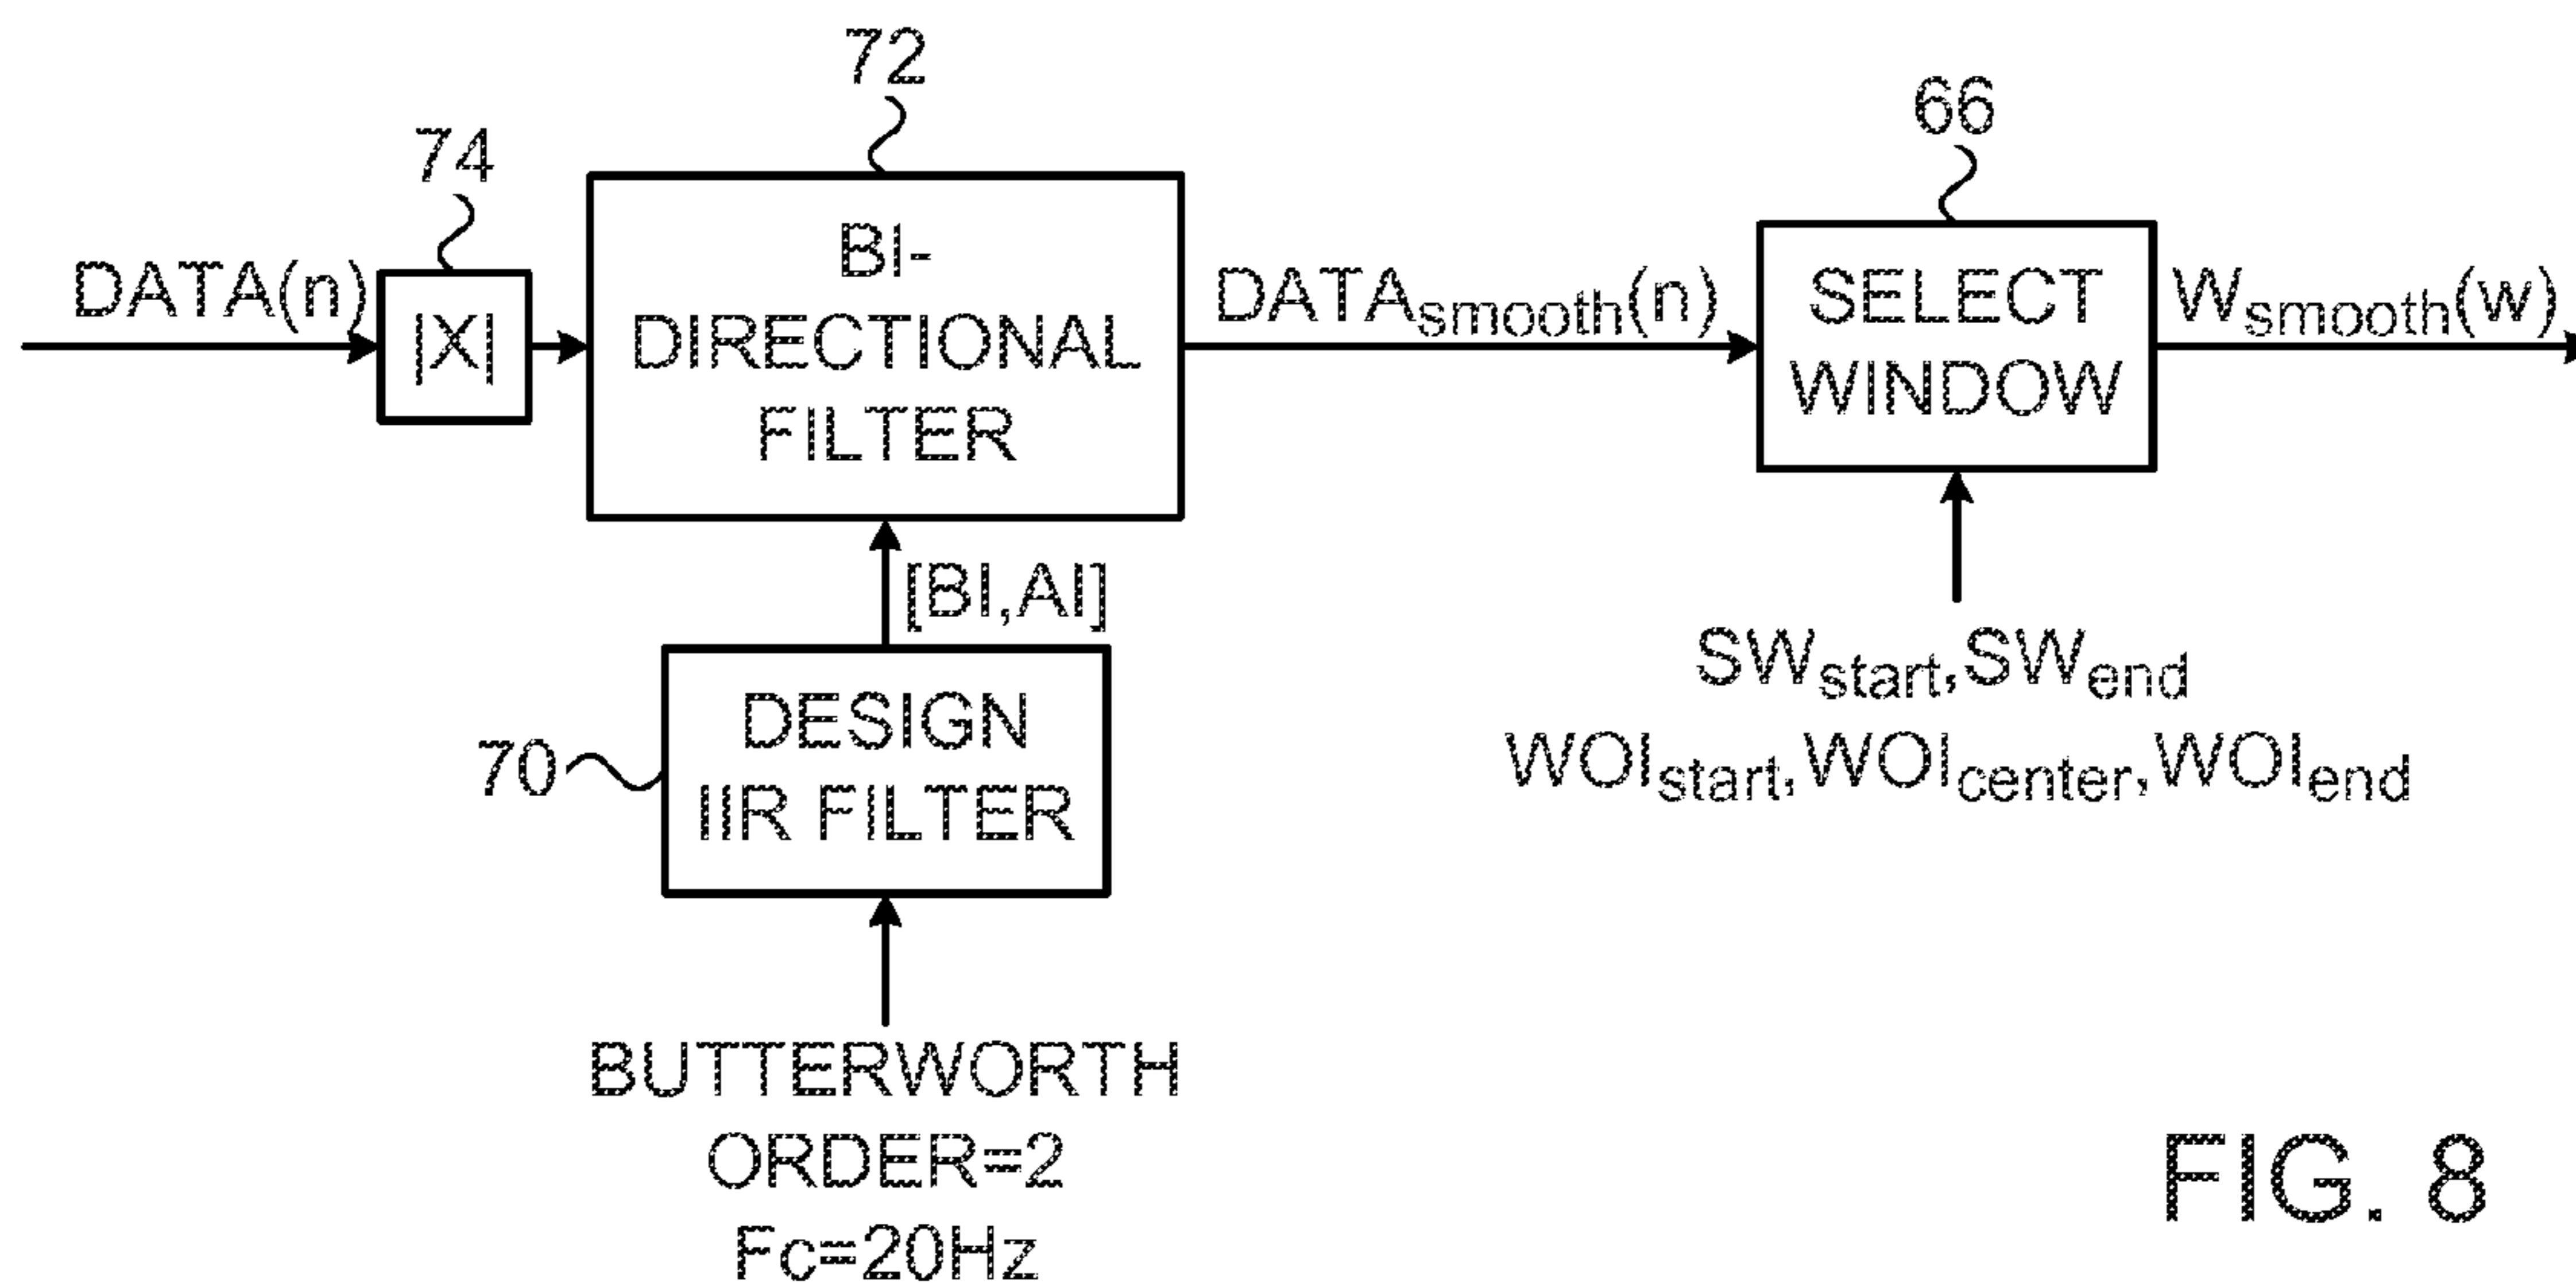 72
66
74
DATA(n)
|X|
BI-
DIRECTIONAL
FILTER
DATAsmooth(n)
SELECT
WINDOW
Wsmooth(w)
[BI,AI]
SWstart,SWend
WOIstart,WOIcenter,WOIend
70
DESIGN
IIR FILTER
BUTTERWORTH
ORDER=2
Fc=20Hz
FIG. 8